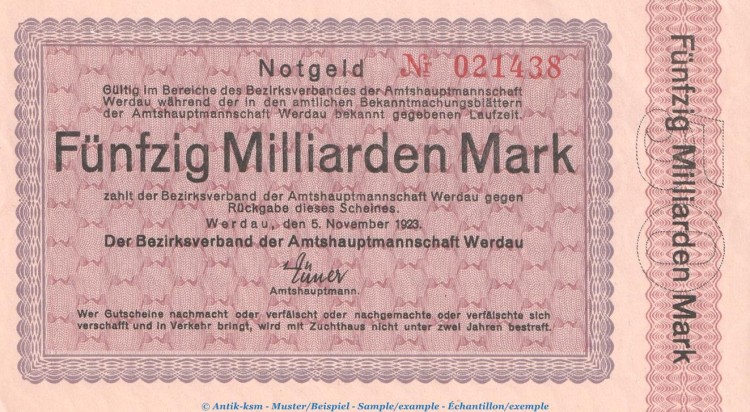 Notgeld № 021438
Gültig im Bereiche des Bezirksverbandes der Amtshauptmannschaft
Werdau während der in den amtlichen Bekanntmachungsblättern
der Amtshauptmannschaft Werdau bekannt gegebenen Laufzeit.
Fünfzig Milliarden Mark
zahlt der Bezirksverband der Amtshauptmannschaft Werdau gegen
Rückgabe dieses Scheines.
Werdau, den 5. November 1923.
Der Bezirksverband der Amtshauptmannschaft Werdau
Amtshauptmann.
Wer Gutscheine nachmacht oder verfälscht oder nachgemachte oder verfälschte sich
verschafft und in Verkehr bringt, wird mit Zuchthaus nicht unter zwei Jahren bestraft.
Fünfzig Milliarden Mark
50
© Antik-ksm - Muster/Beispiel - Sample/example - Échantillon/exemple